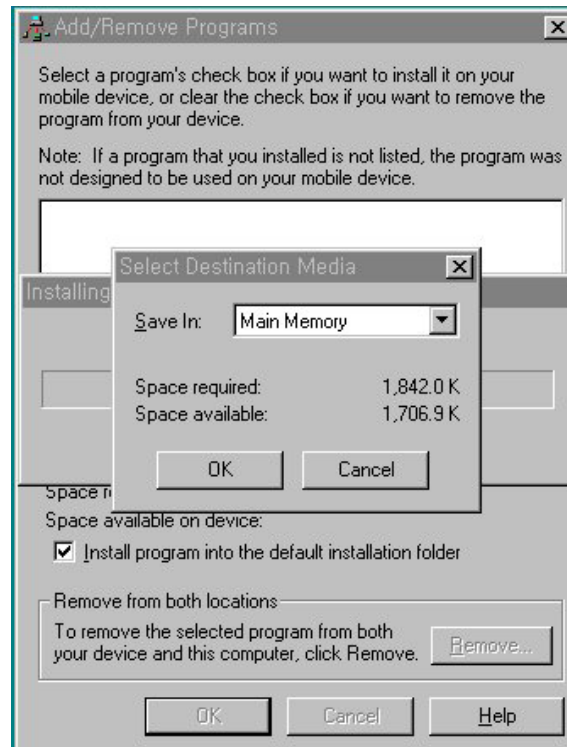 Add/Remove Programs
Select a program's check box if you want to install it on your
mobile device, or clear the check box if you want to remove the
program from your device.
Note: If a program that you installed is not listed, the program was
not designed to be used on your mobile device.
Installing
Select Destination Media
Save In: Main Memory
Space required: 1,842.0 K
Space available: 1,706.9 K
OK Cancel
Space
Space available on device:
Install program into the default installation folder
Remove from both locations
To remove the selected program from both
your device and this computer, click Remove.
Remove...
OK Cancel Help